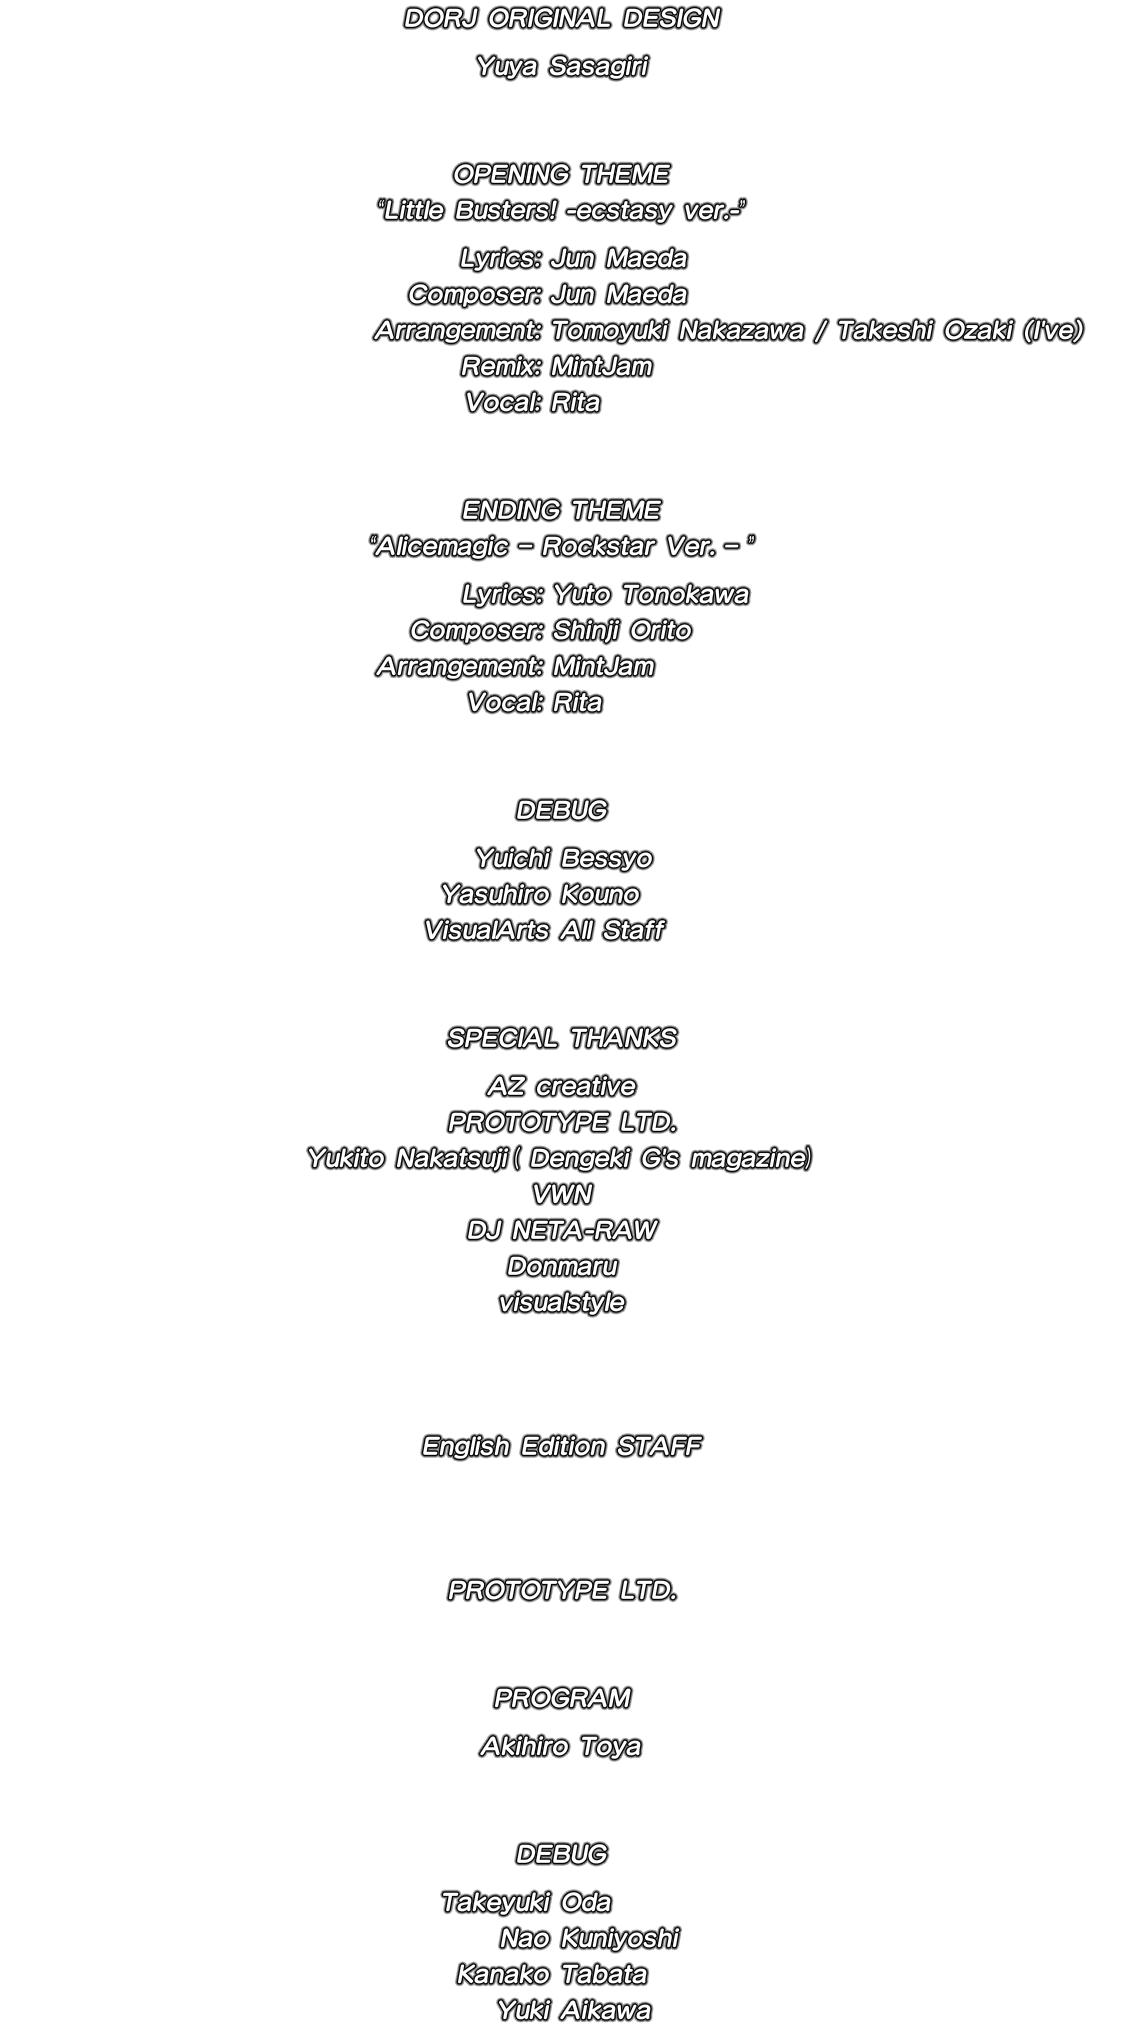 DORJ ORIGINAL DESIGN
Yuya Sasagiri
OPENING THEME
“Little Busters! -ecstasy ver.-”
Lyrics: Jun Maeda
Composer: Jun Maeda
Arrangement: Tomoyuki Nakazawa / Takeshi Ozaki (I've)
Remix: MintJam
Vocal: Rita
ENDING THEME
“Alicemagic – Rockstar Ver. – ”
Lyrics: Yuto Tonokawa
Composer: Shinji Orito
Arrangement: MintJam
Vocal: Rita
DEBUG
Yuichi Bessyo
Yasuhiro Kouno
VisualArts All Staff
SPECIAL THANKS
AZ creative
PROTOTYPE LTD.
Yukito Nakatsuji ( Dengeki G's magazine)
VWN
DJ NETA-RAW
Donmaru
visualstyle
English Edition STAFF
PROTOTYPE LTD.
PROGRAM
Akihiro Toya
DEBUG
Takeyuki Oda
Nao Kuniyoshi
Kanako Tabata
Yuki Aikawa